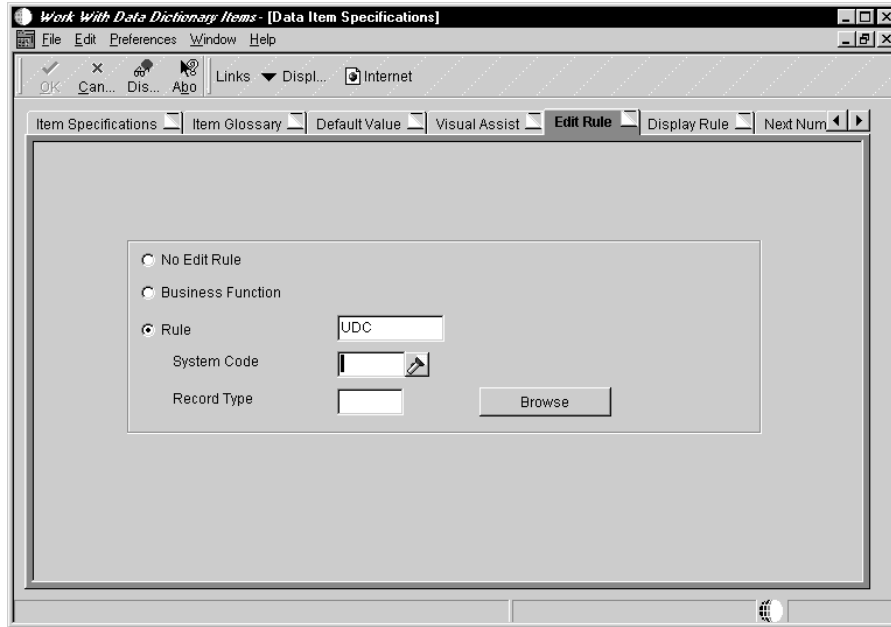 Work With Data Dictionary Items - [Data Item Specifications]
File Edit Preferences Window Help
OK Can... Dis... Abo Links Displ... Internet
Item Specifications Item Glossary Default Value Visual Assist Edit Rule Display Rule Next Num
No Edit Rule
Business Function
Rule UDC
System Code
Record Type Browse